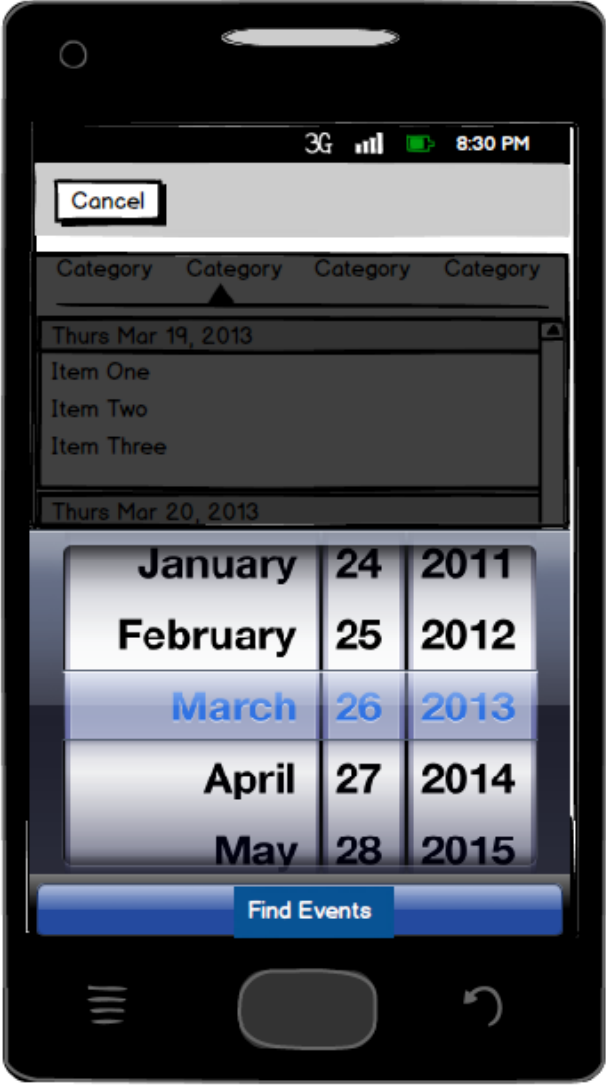 3G 8:30 PM
Cancel
Category Category Category Category
Thurs Mar 19, 2013
Item One
Item Two
Item Three
Thurs Mar 20, 2013
January 24 2011
February 25 2012
March 26 2013
April 27 2014
May 28 2015
Find Events